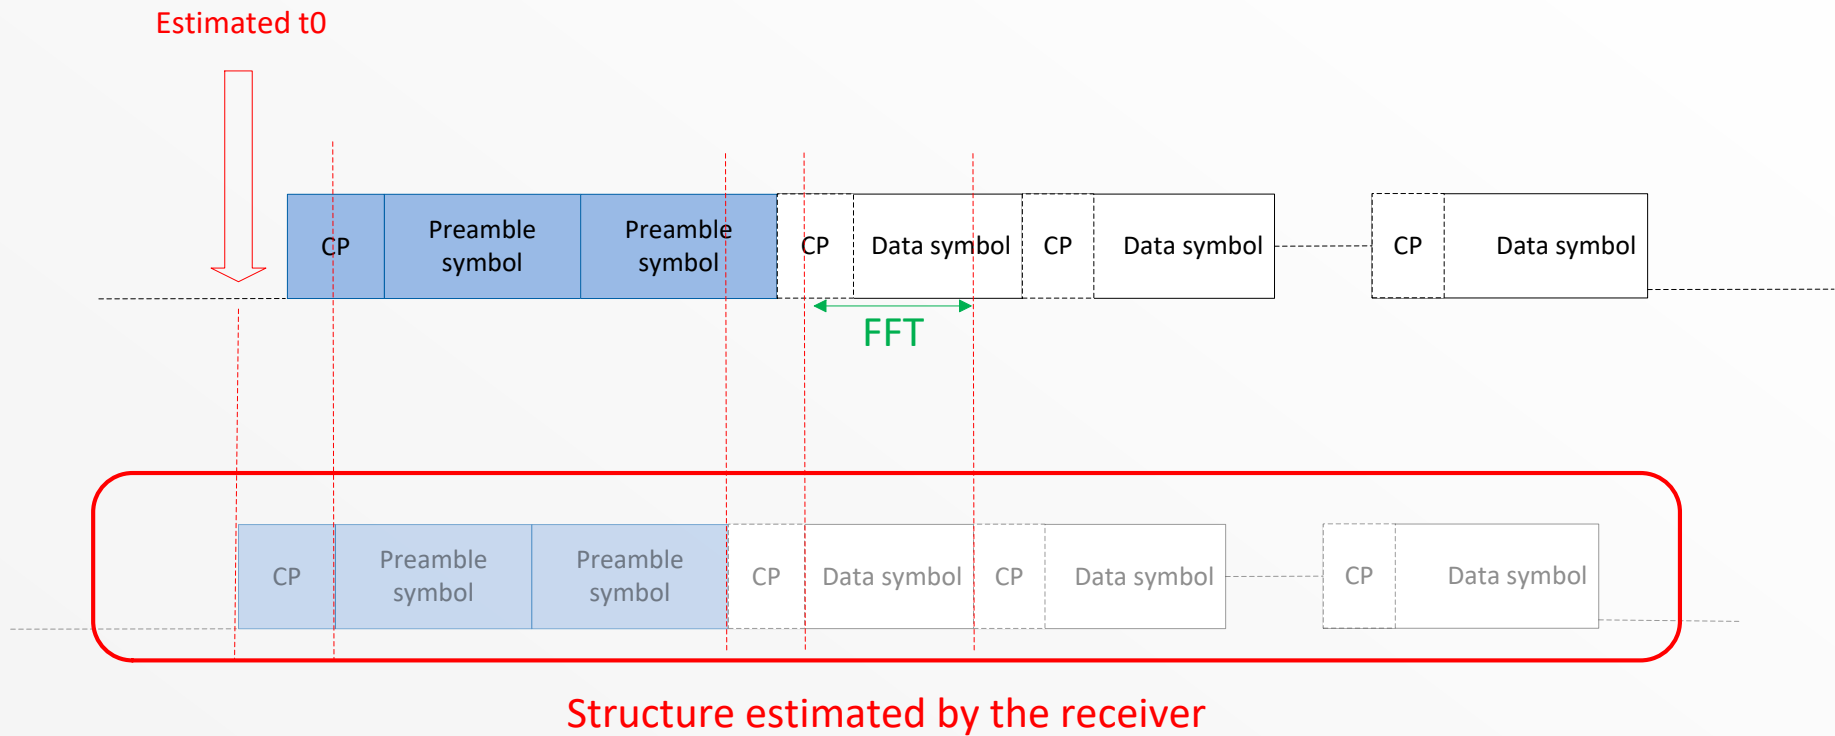 Estimated t0
CP
Preamble
symbol
Preamble
symbol
CP
Data symbol
CP
Data symbol
CP
Data symbol
FFT
CP
Preamble
symbol
Preamble
symbol
CP
Data symbol
CP
Data symbol
CP
Data symbol
Structure estimated by the receiver